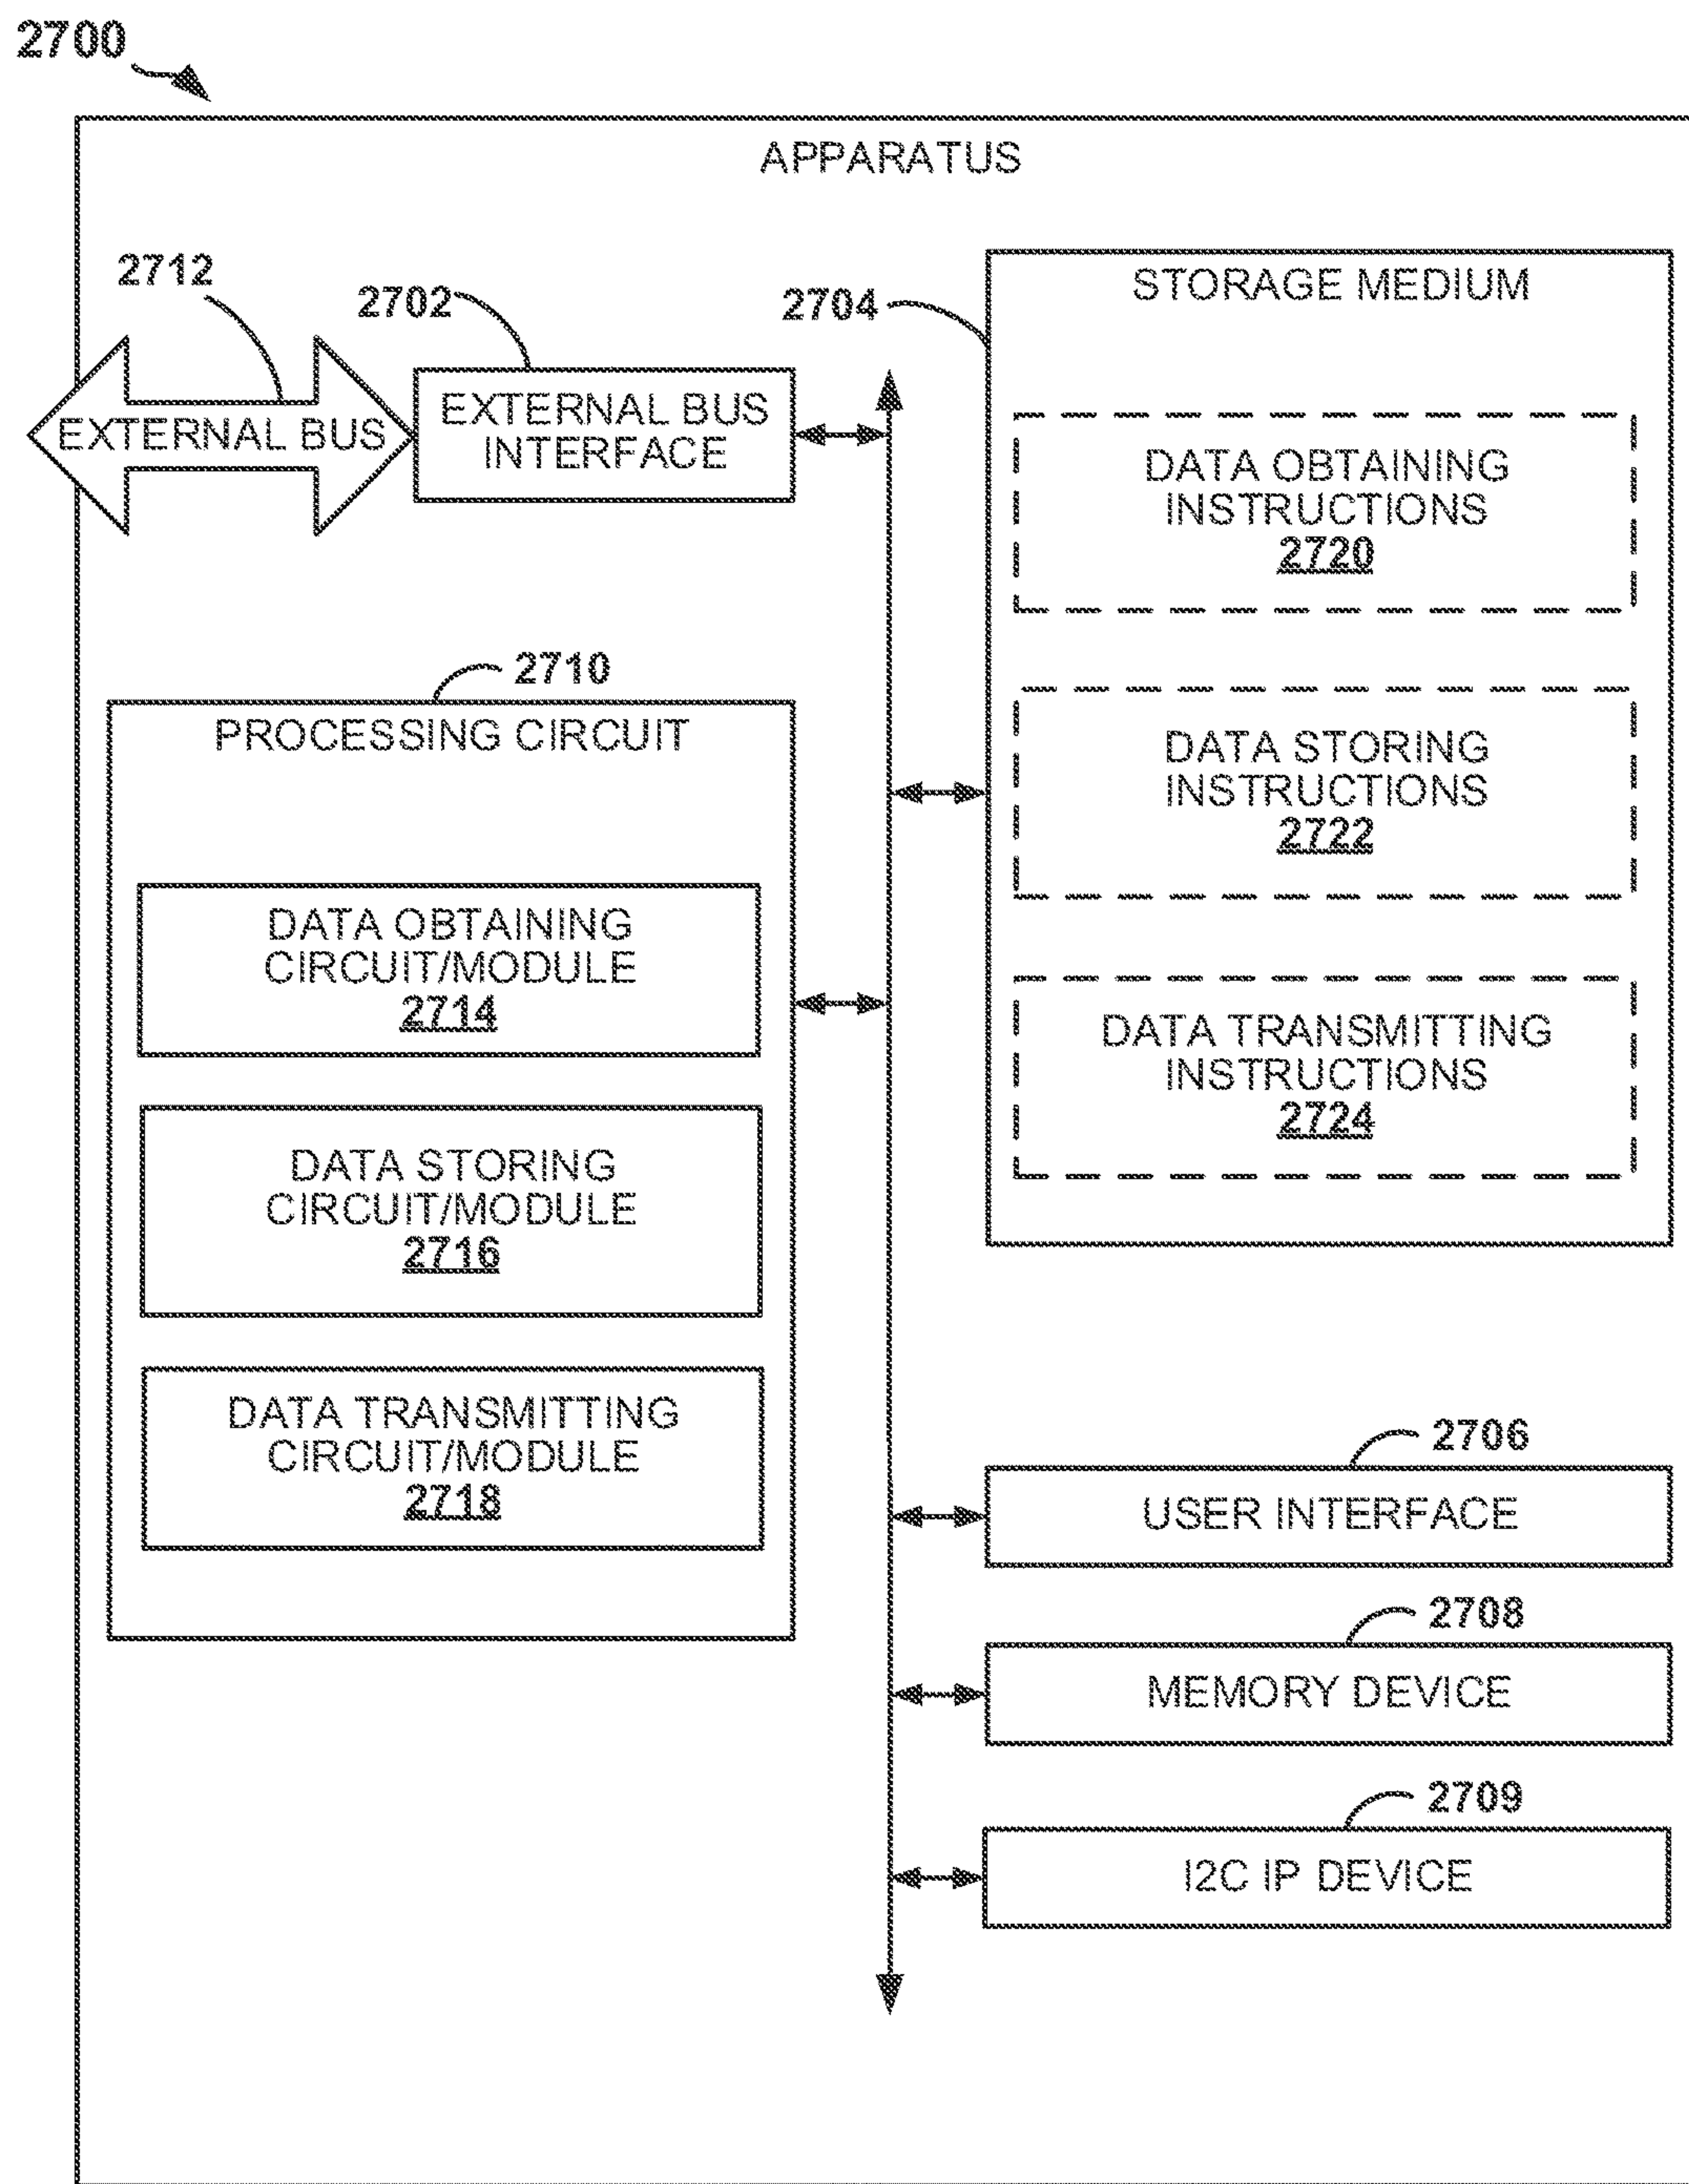 2700
APPARATUS
2712
2702
2704
EXTERNAL BUS
EXTERNAL BUS
INTERFACE
STORAGE MEDIUM
DATA OBTAINING
INSTRUCTIONS
2720
DATA STORING
INSTRUCTIONS
2722
DATA TRANSMITTING
INSTRUCTIONS
2724
2710
PROCESSING CIRCUIT
DATA OBTAINING
CIRCUIT/MODULE
2714
DATA STORING
CIRCUIT/MODULE
2716
DATA TRANSMITTING
CIRCUIT/MODULE
2718
2706
USER INTERFACE
2708
MEMORY DEVICE
2709
I2C IP DEVICE